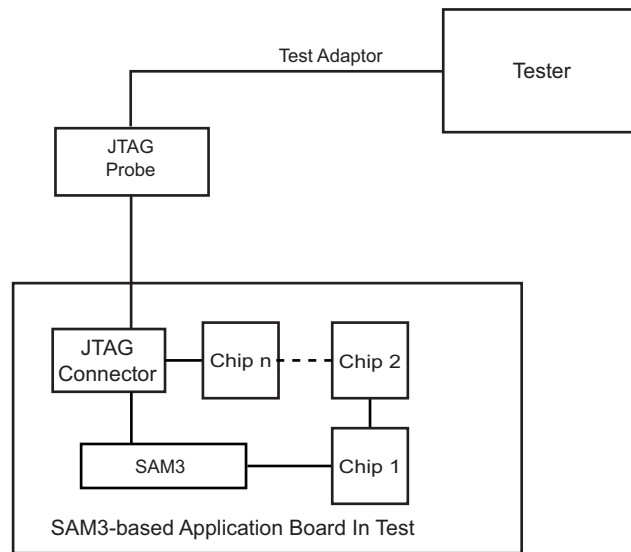 Test Adaptor
Tester
JTAG
Probe
JTAG
Connector
Chip n
Chip 2
SAM3
Chip 1
SAM3-based Application Board In Test